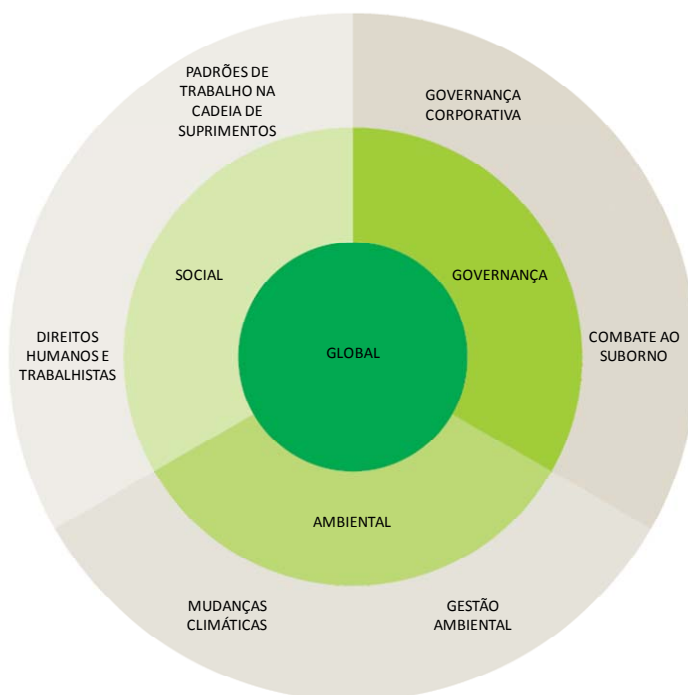 PADRÕES DE
TRABALHO NA
CADEIA DE
SUPRIMENTOS
GOVERNANÇA
CORPORATIVA
SOCIAL
GOVERNANÇA
DIREITOS
HUMANOS E
TRABALHISTAS
GLOBAL
COMBATE AO
SUBORNO
AMBIENTAL
MUDANÇAS
CLIMÁTICAS
GESTÃO
AMBIENTAL